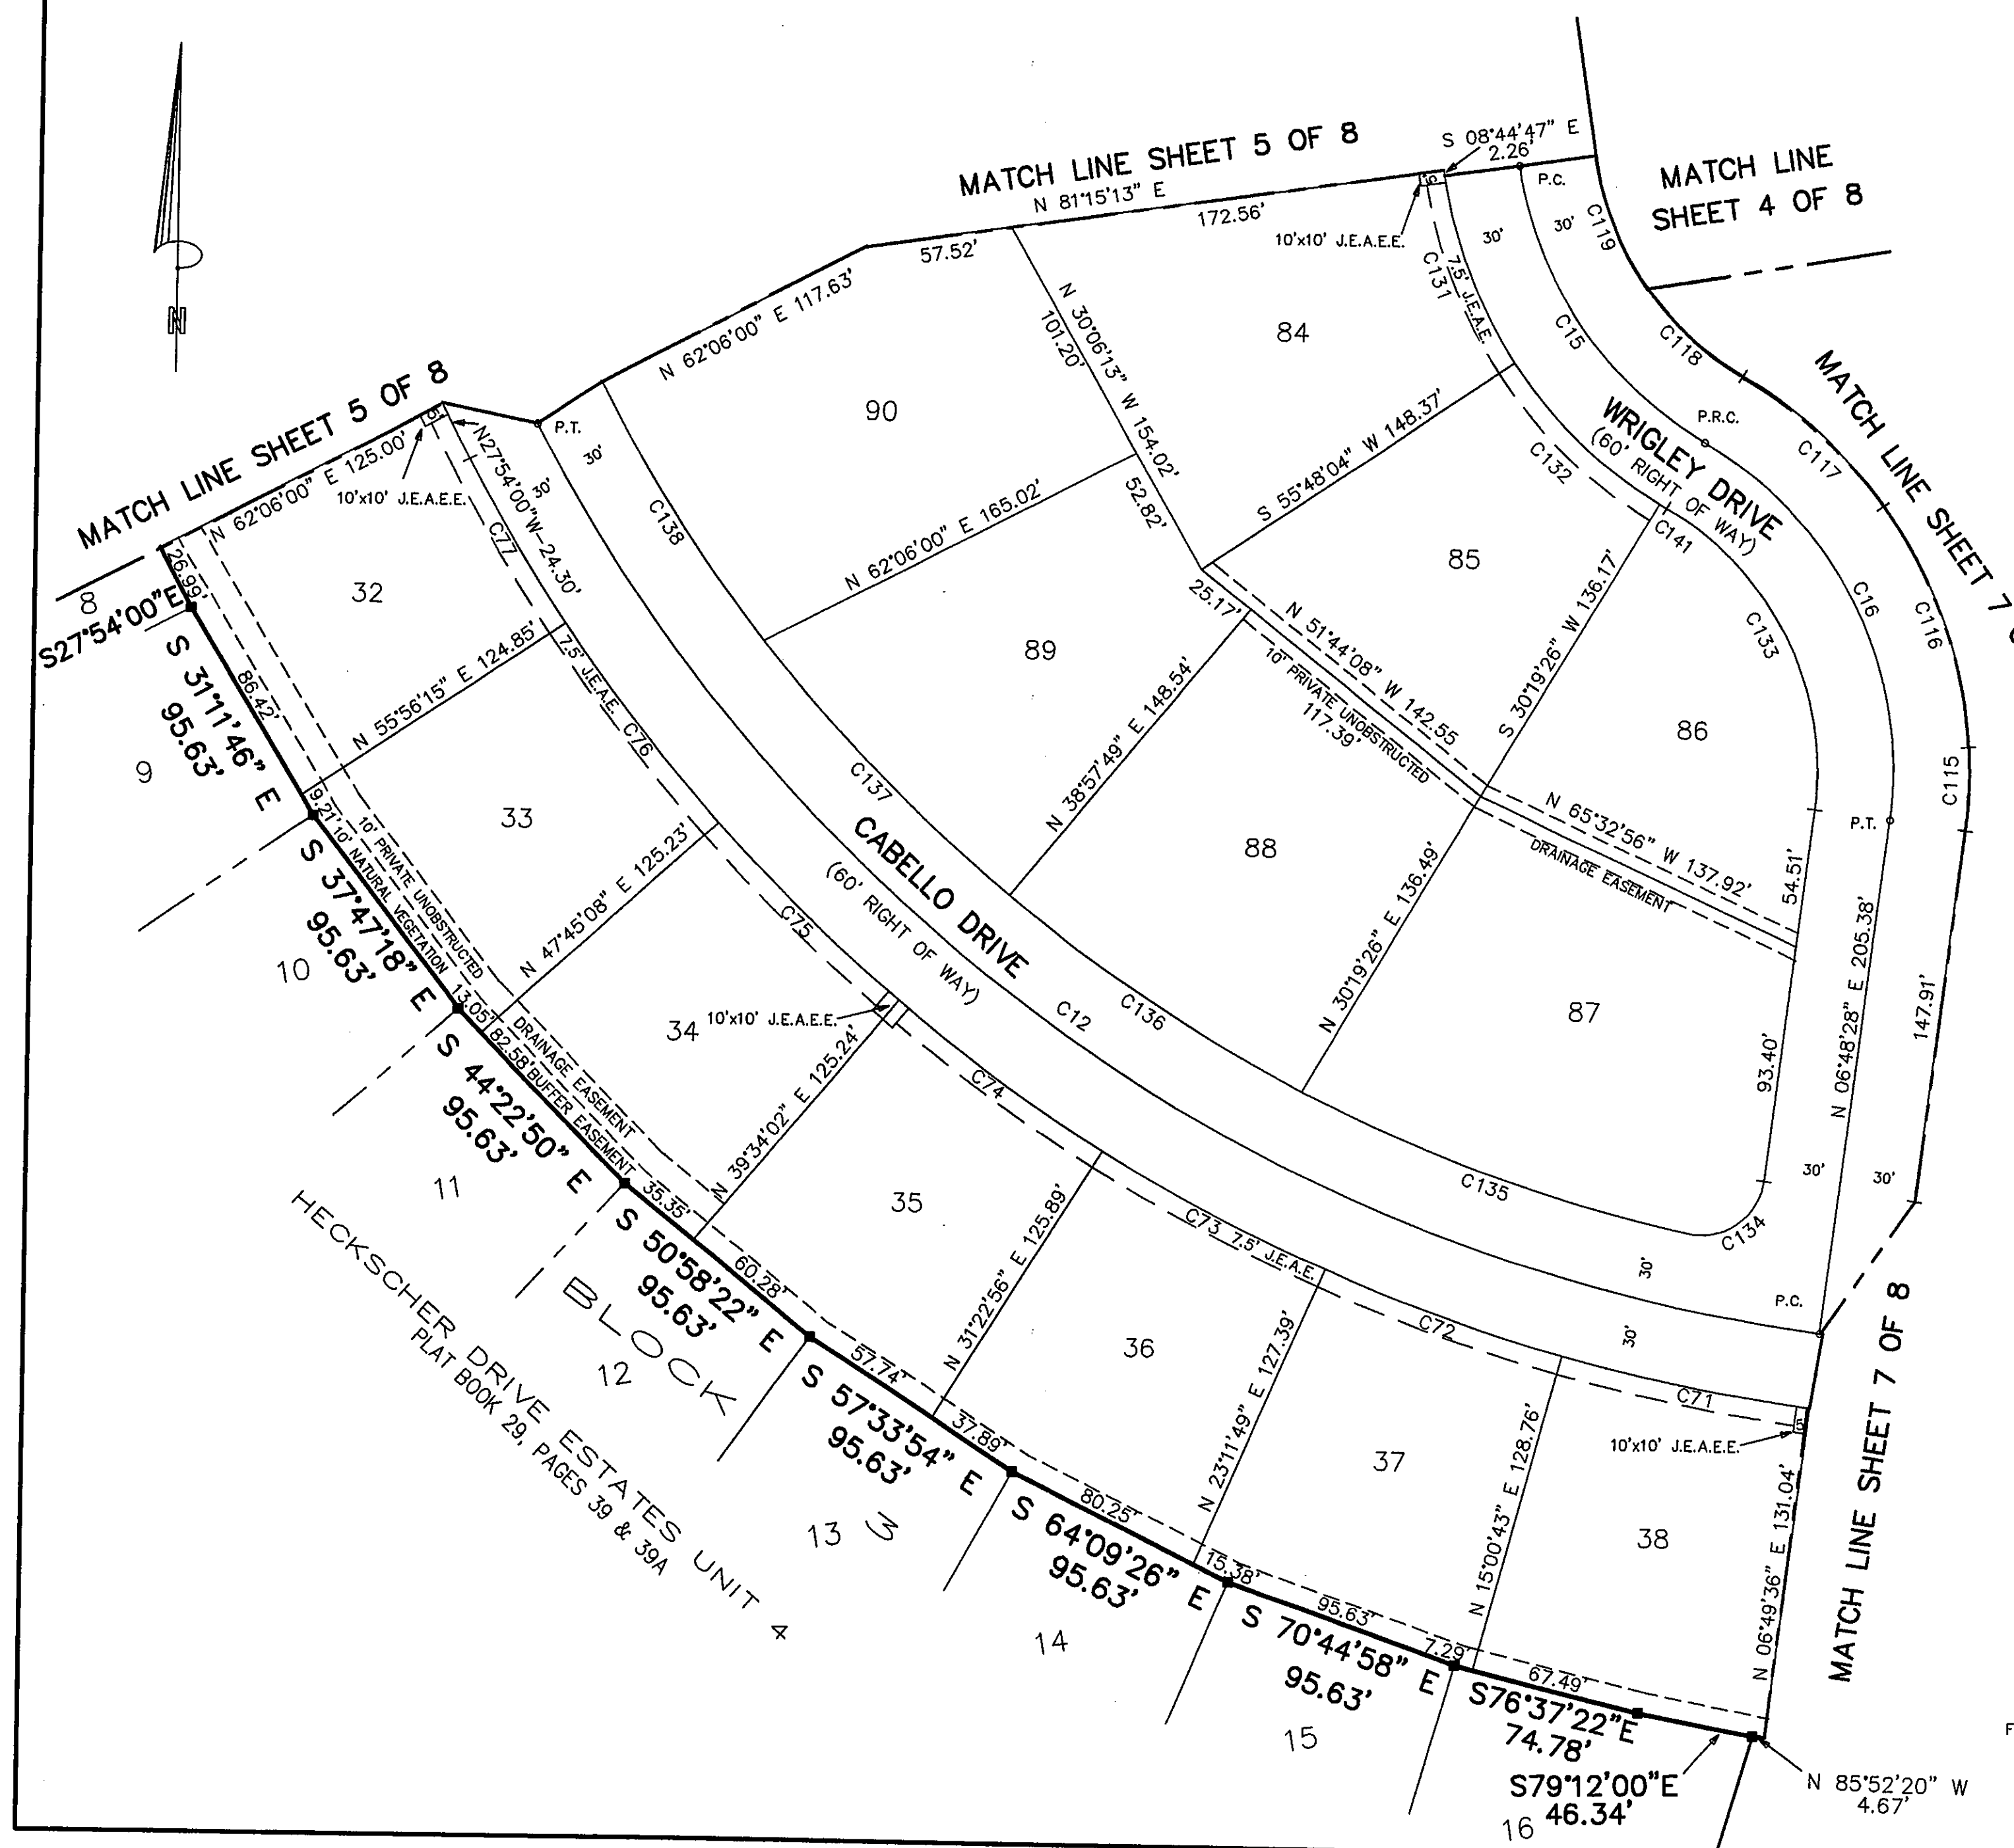 MATCH LINE SHEET 5 OF 8
N 81°15'13" E
57.52'
172.56'
S 08°44'47" E
2.26'
MATCH LINE
SHEET 4 OF 8
P.C.
10'x10' J.E.A.E.E.
5'
30'
30'
C119
C131
7.5' J.E.A.E.
C15
C118
84
N 62°06'00" E 117.63'
90
N 30°06'13" W 154.02'
101.20'
52.82'
MATCH LINE SHEET 5 OF 8
N 62°06'00" E 125.00'
5'
10'x10' J.E.A.E.E.
N27°54'00"W-24.30'
P.T.
30'
30'
C138
C77
N 62°06'00" E 165.02'
S 55°48'04" W 148.37'
C132
WRIGLEY DRIVE
(60' RIGHT OF WAY)
P.R.C.
C141
C117
MATCH LINE SHEET 7
8
26.99'
S27°54'00"E
32
N 55°56'15" E 124.85'
7.5' J.E.A.E.
C76
89
25.17'
85
N 51°44'08" W 142.55
10' PRIVATE UNOBSTRUCTED
117.39'
S 30°19'26" W 136.17'
C133
C16
C116
86
S 31°11'46" E
95.63'
86.42'
9
33
N 38°57'49" E 148.54'
C137
88
N 65°32'56" W 137.92'
DRAINAGE EASEMENT
54.51'
P.T.
C115
9.21'
10' NATURAL VEGETATION
10' PRIVATE UNOBSTRUCTED
S 37°47'18" E
95.63'
10
N 47°45'08" E 125.23'
C75
CABELLO DRIVE
(60' RIGHT OF WAY)
C12
C136
N 30°19'26" E 136.49'
87
93.40'
N 06°48'28" E 205.38'
147.91'
13.05'
82.58'
BUFFER EASEMENT
DRAINAGE EASEMENT
34
10'x10' J.E.A.E.E.
N 39°34'02" E 125.24'
C74
S 44°22'50" E
95.63'
11
35.35'
60.28'
35
N 31°22'56" E 125.89'
C73
7.5' J.E.A.E.
C135
C134
30'
30'
30'
P.C.
S 50°58'22" E
95.63'
12
BLOCK
3
HECKSCHER DRIVE ESTATES UNIT 4
PLAT BOOK 29, PAGES 39 & 39A
57.74'
37.89'
36
N 23°11'49" E 127.39'
C72
30'
C71
5'
10'x10' J.E.A.E.E.
S 57°33'54" E
95.63'
13
80.25'
15.38'
37
N 15°00'43" E 128.76'
38
N 06°49'36" E 131.04'
MATCH LINE SHEET 7 OF 8
S 64°09'26" E
95.63'
14
95.63'
7.29'
S 70°44'58" E
95.63'
15
67.49'
S76°37'22"E
74.78'
S79°12'00"E
46.34'
16
N 85°52'20" W
4.67'
N
F